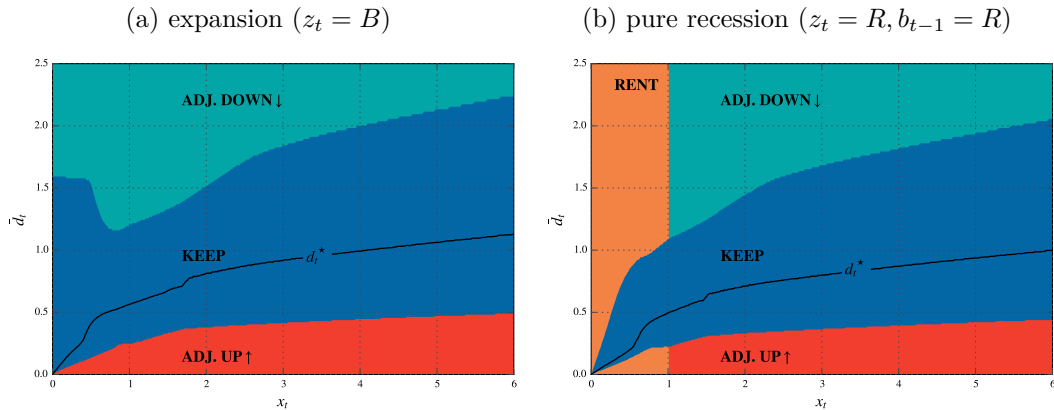 (a) expansion (z_t = B)
2.5
2.0
1.5
1.0
0.5
0.0
d̄_t
ADJ. DOWN ↓
KEEP
d_t^⋆
ADJ. UP ↑
0 1 2 3 4 5 6
x_t
(b) pure recession (z_t = R, b_{t−1} = R)
2.5
2.0
1.5
1.0
0.5
0.0
d̄_t
RENT
ADJ. DOWN ↓
KEEP
d_t^⋆
ADJ. UP ↑
0 1 2 3 4 5 6
x_t